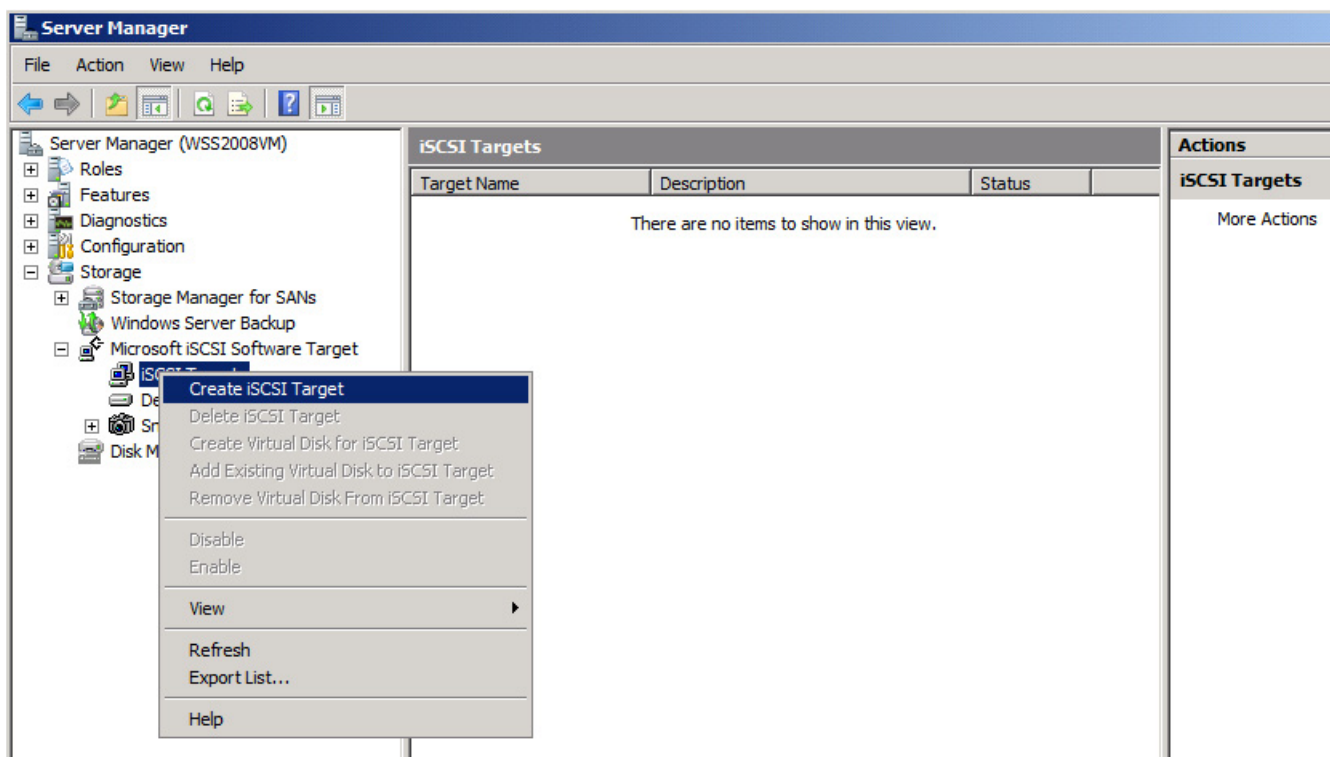 Server Manager
File Action View Help
Server Manager (WSS2008VM)
Roles
Features
Diagnostics
Configuration
Storage
Storage Manager for SANs
Windows Server Backup
Microsoft iSCSI Software Target
De
Sn
Disk M
Create iSCSI Target
Delete iSCSI Target
Create Virtual Disk for iSCSI Target
Add Existing Virtual Disk to iSCSI Target
Remove Virtual Disk From iSCSI Target
Disable
Enable
View
Refresh
Export List...
Help
iSCSI Targets
Target Name Description Status
There are no items to show in this view.
Actions
iSCSI Targets
More Actions